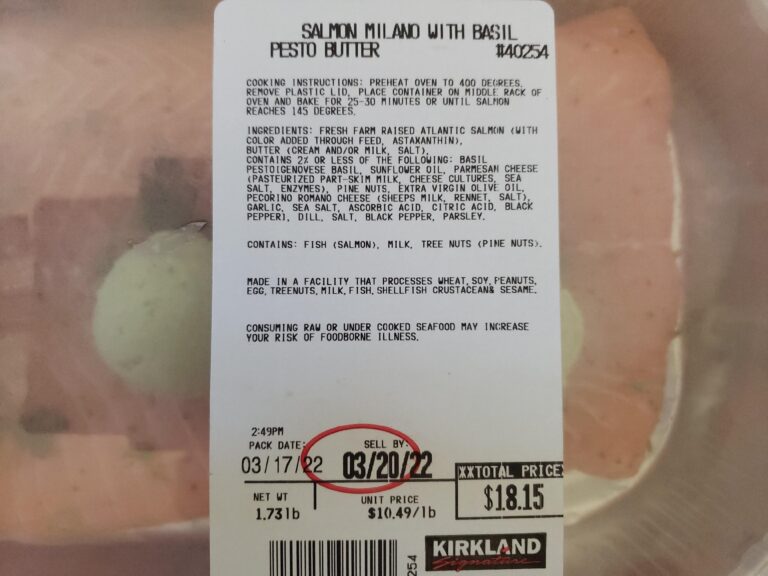 SALMON MILANO WITH BASIL
PESTO BUTTER #40254
COOKING INSTRUCTIONS: PREHEAT OVEN TO 400 DEGREES.
REMOVE PLASTIC LID, PLACE CONTAINER ON MIDDLE RACK OF
OVEN AND BAKE FOR 25-30 MINUTES OR UNTIL SALMON
REACHES 145 DEGREES.
INGREDIENTS: FRESH FARM RAISED ATLANTIC SALMON (WITH
COLOR ADDED THROUGH FEED, ASTAXANTHIN),
BUTTER (CREAM AND/OR MILK, SALT),
CONTAINS 2% OR LESS OF THE FOLLOWING: BASIL
PESTO[GENOVESE BASIL, SUNFLOWER OIL, PARMESAN CHEESE
(PASTEURIZED PART-SKIM MILK, CHEESE CULTURES, SEA
SALT, ENZYMES), PINE NUTS, EXTRA VIRGIN OLIVE OIL,
PECORINO ROMANO CHEESE (SHEEPS MILK, RENNET, SALT),
GARLIC, SEA SALT, ASCORBIC ACID, CITRIC ACID, BLACK
PEPPER], DILL, SALT, BLACK PEPPER, PARSLEY.
CONTAINS: FISH (SALMON), MILK, TREE NUTS (PINE NUTS).
MADE IN A FACILITY THAT PROCESSES WHEAT, SOY, PEANUTS,
EGG, TREENUTS, MILK, FISH, SHELLFISH CRUSTACEAN& SESAME.
CONSUMING RAW OR UNDER COOKED SEAFOOD MAY INCREASE
YOUR RISK OF FOODBORNE ILLNESS.
2:49PM
PACK DATE: SELL BY:
03/17/22 03/20/22 XXTOTAL PRICE
NET WT UNIT PRICE $18.15
1.73lb $10.49/lb
KIRKLAND
Signature
254